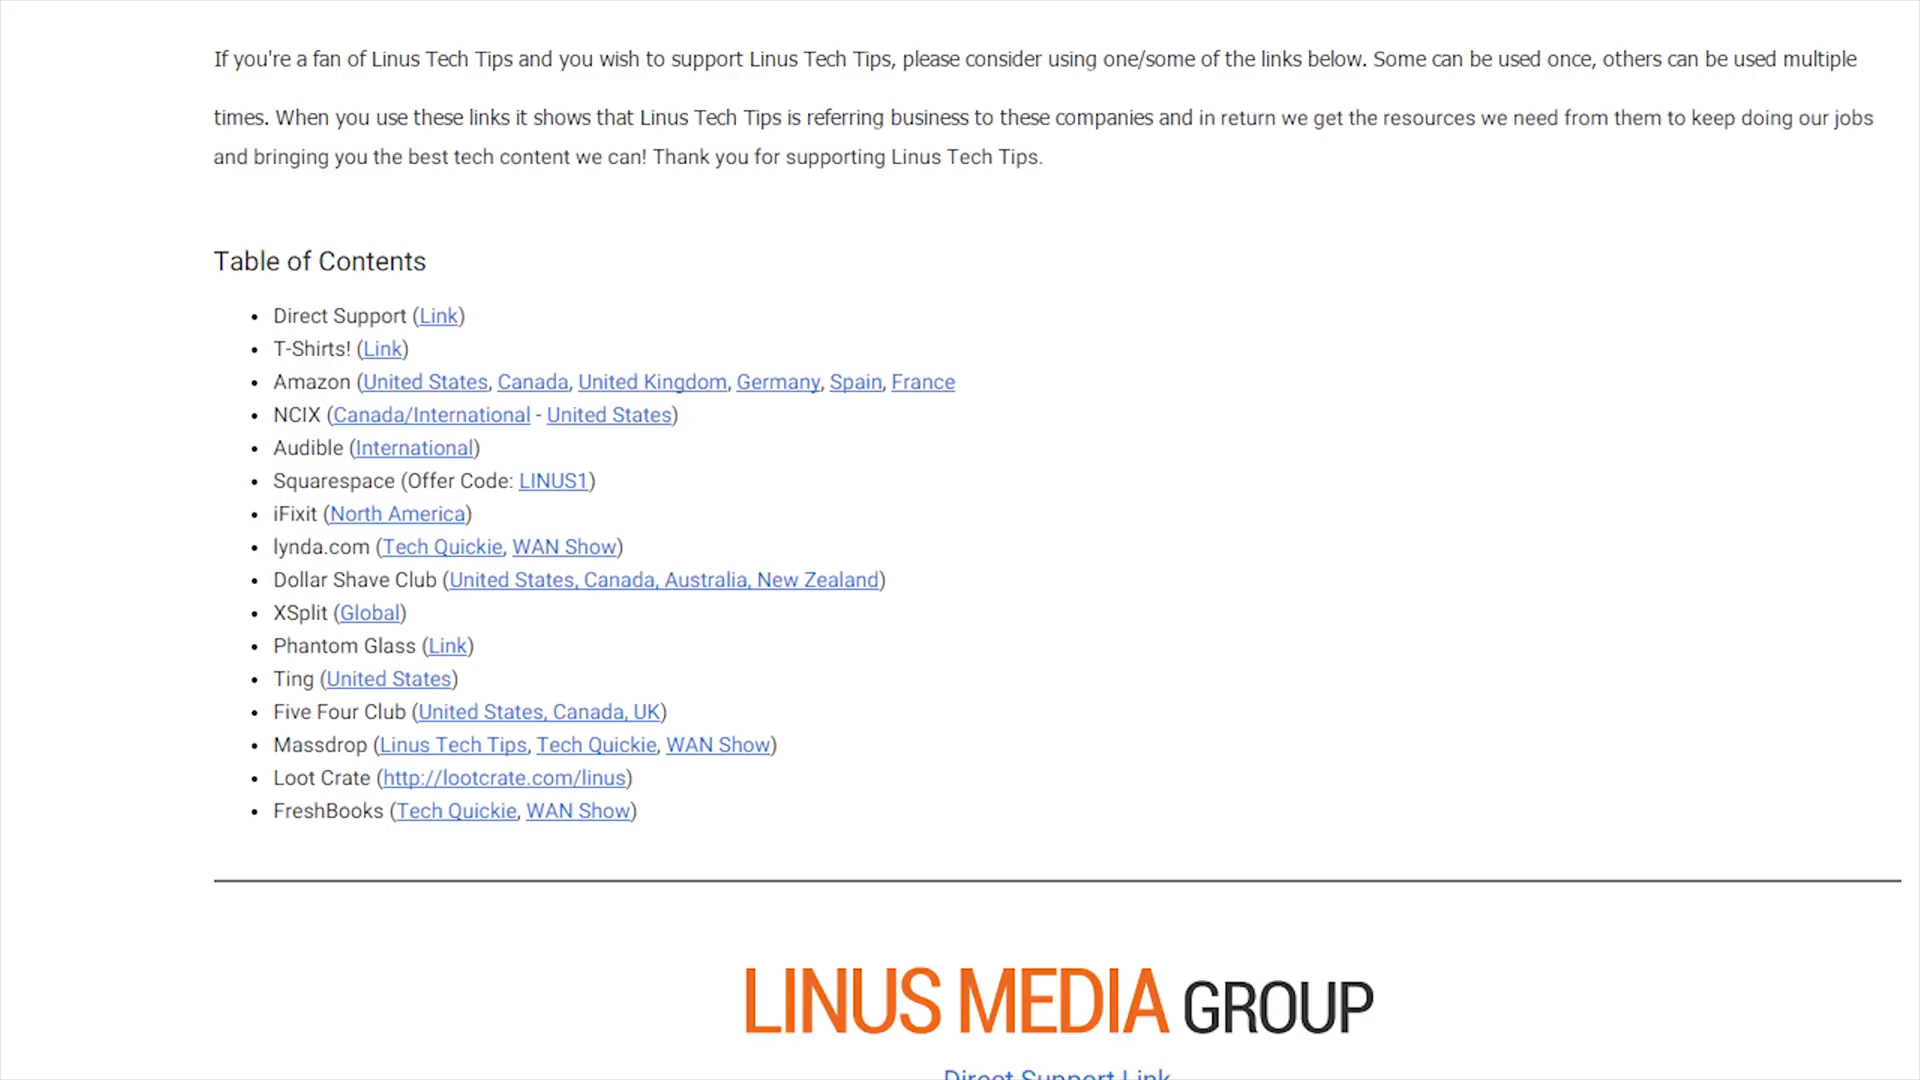 If you're a fan of Linus Tech Tips and you wish to support Linus Tech Tips, please consider using one/some of the links below. Some can be used once, others can be used multiple
times. When you use these links it shows that Linus Tech Tips is referring business to these companies and in return we get the resources we need from them to keep doing our jobs
and bringing you the best tech content we can! Thank you for supporting Linus Tech Tips.
Table of Contents
• Direct Support (Link)
• T-Shirts! (Link)
• Amazon (United States, Canada, United Kingdom, Germany, Spain, France
• NCIX (Canada/International - United States)
• Audible (International)
• Squarespace (Offer Code: LINUS1)
• iFixit (North America)
• lynda.com (Tech Quickie, WAN Show)
• Dollar Shave Club (United States, Canada, Australia, New Zealand)
• XSplit (Global)
• Phantom Glass (Link)
• Ting (United States)
• Five Four Club (United States, Canada, UK)
• Massdrop (Linus Tech Tips, Tech Quickie, WAN Show)
• Loot Crate (http://lootcrate.com/linus)
• FreshBooks (Tech Quickie, WAN Show)
LINUS MEDIA GROUP
Direct Support Link